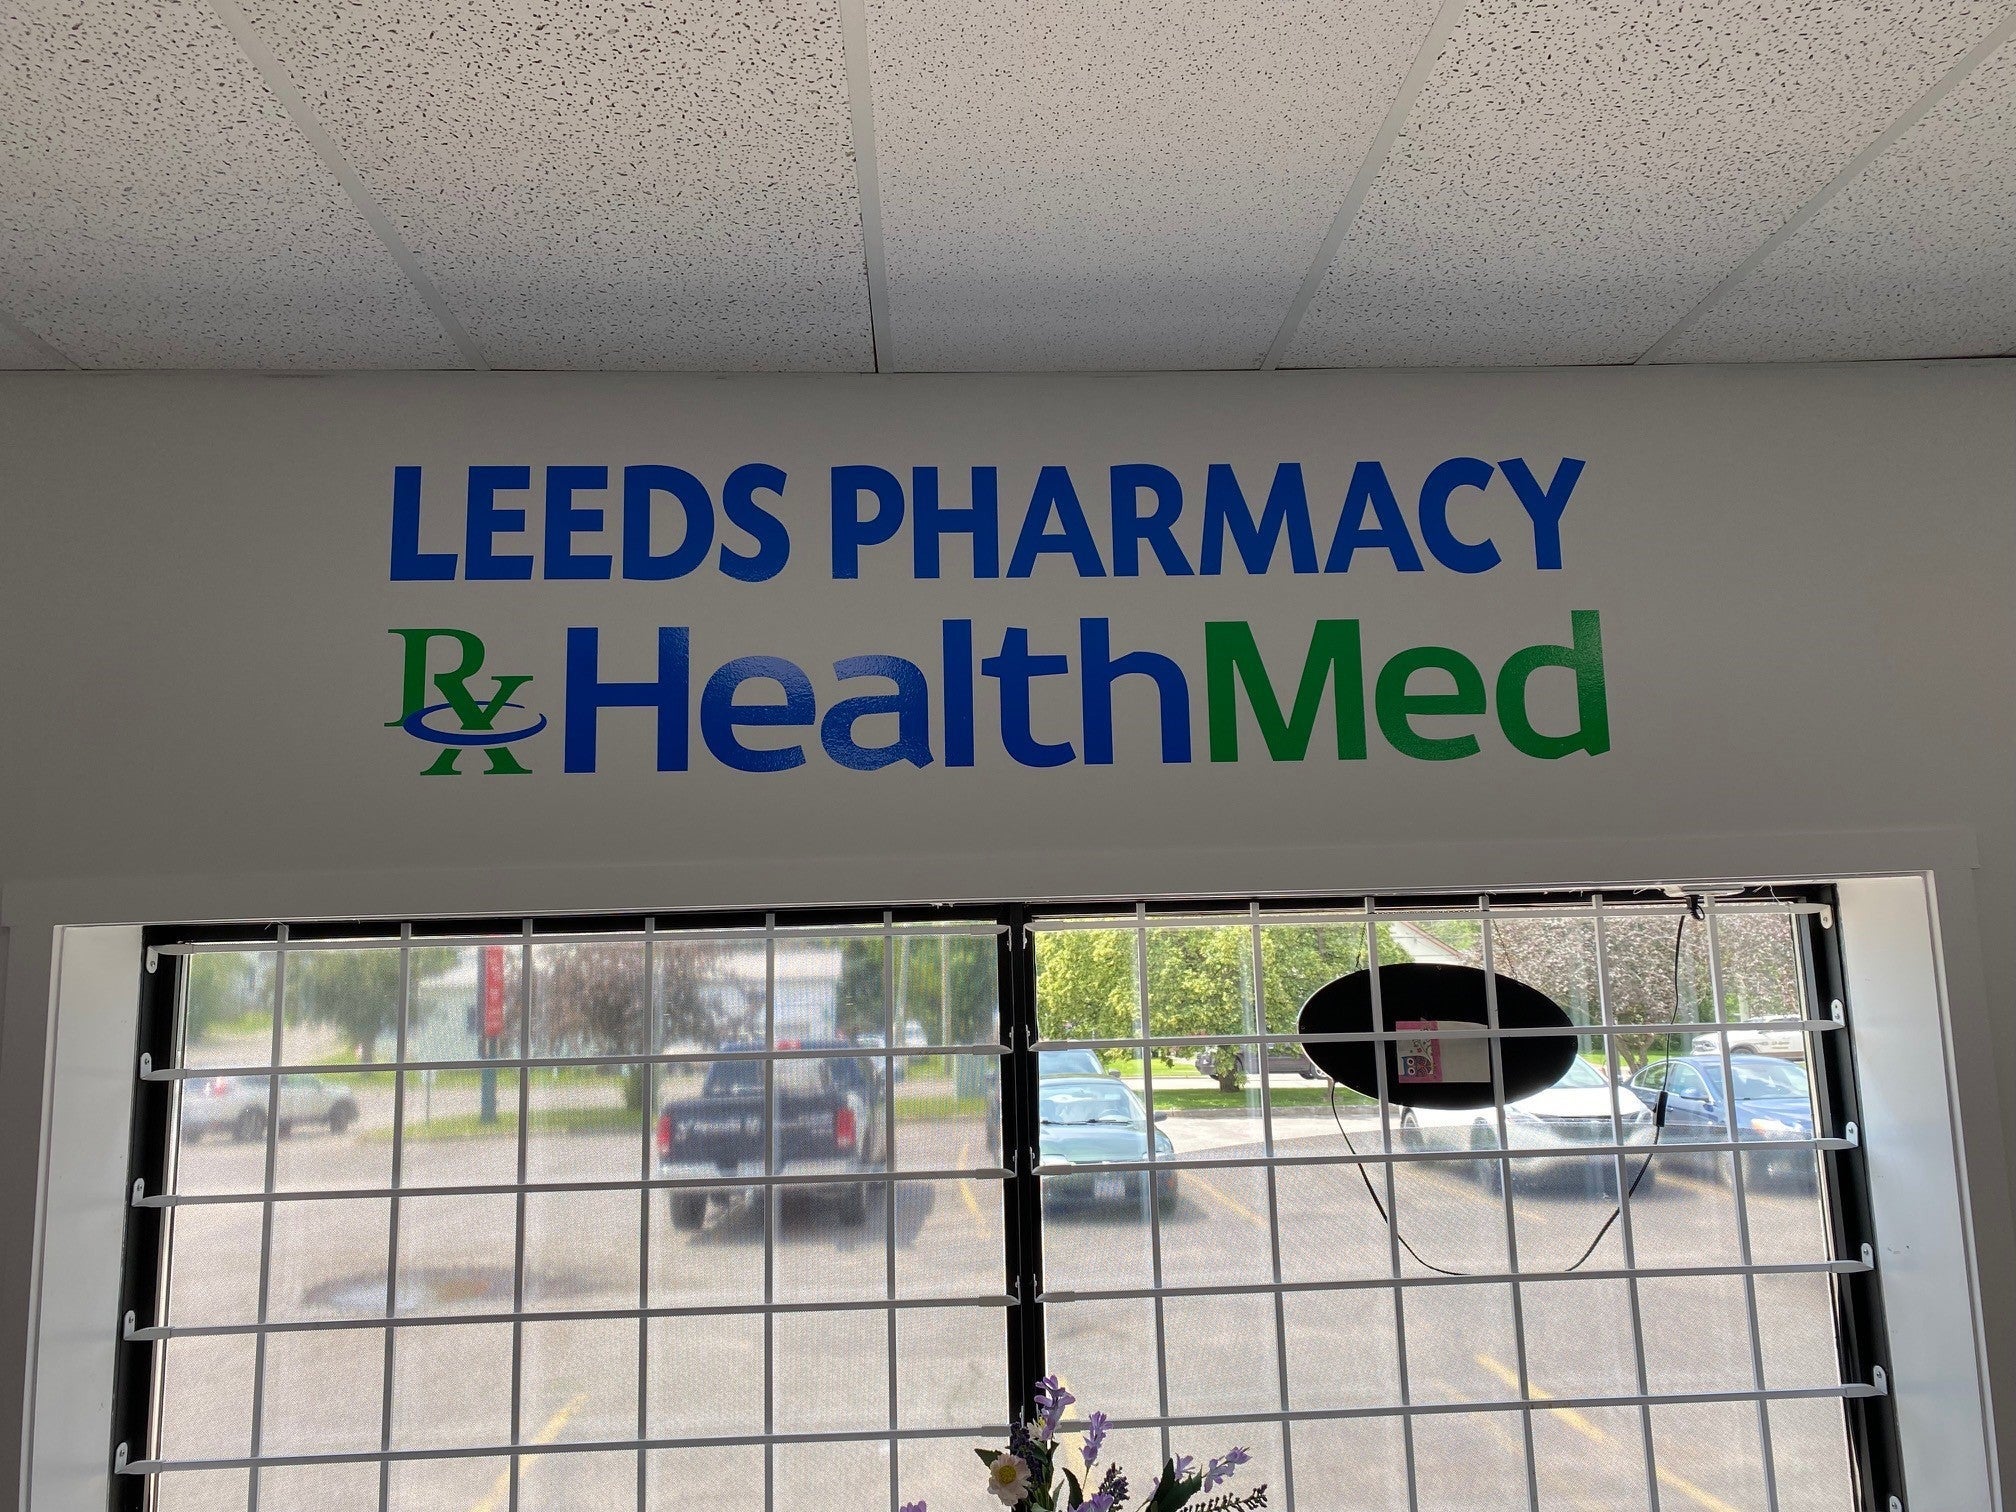 LEEDS PHARMACY
Rx HealthMed